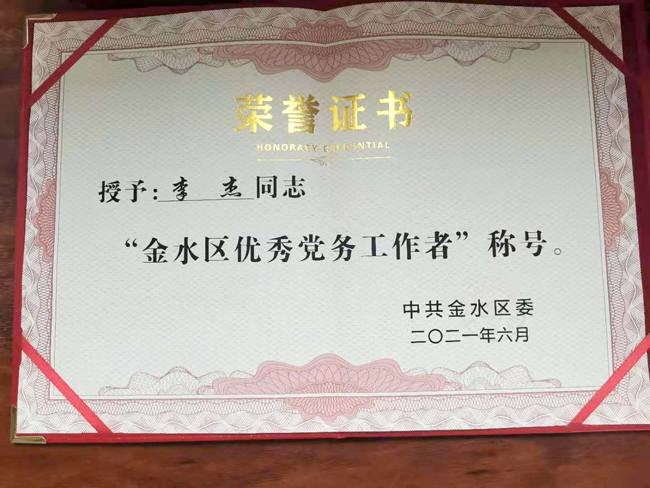 荣誉证书
HONORARY CREDENTIAL
授予：李 杰同志
“金水区优秀党务工作者”称号。
中共金水区委
二〇二一年六月